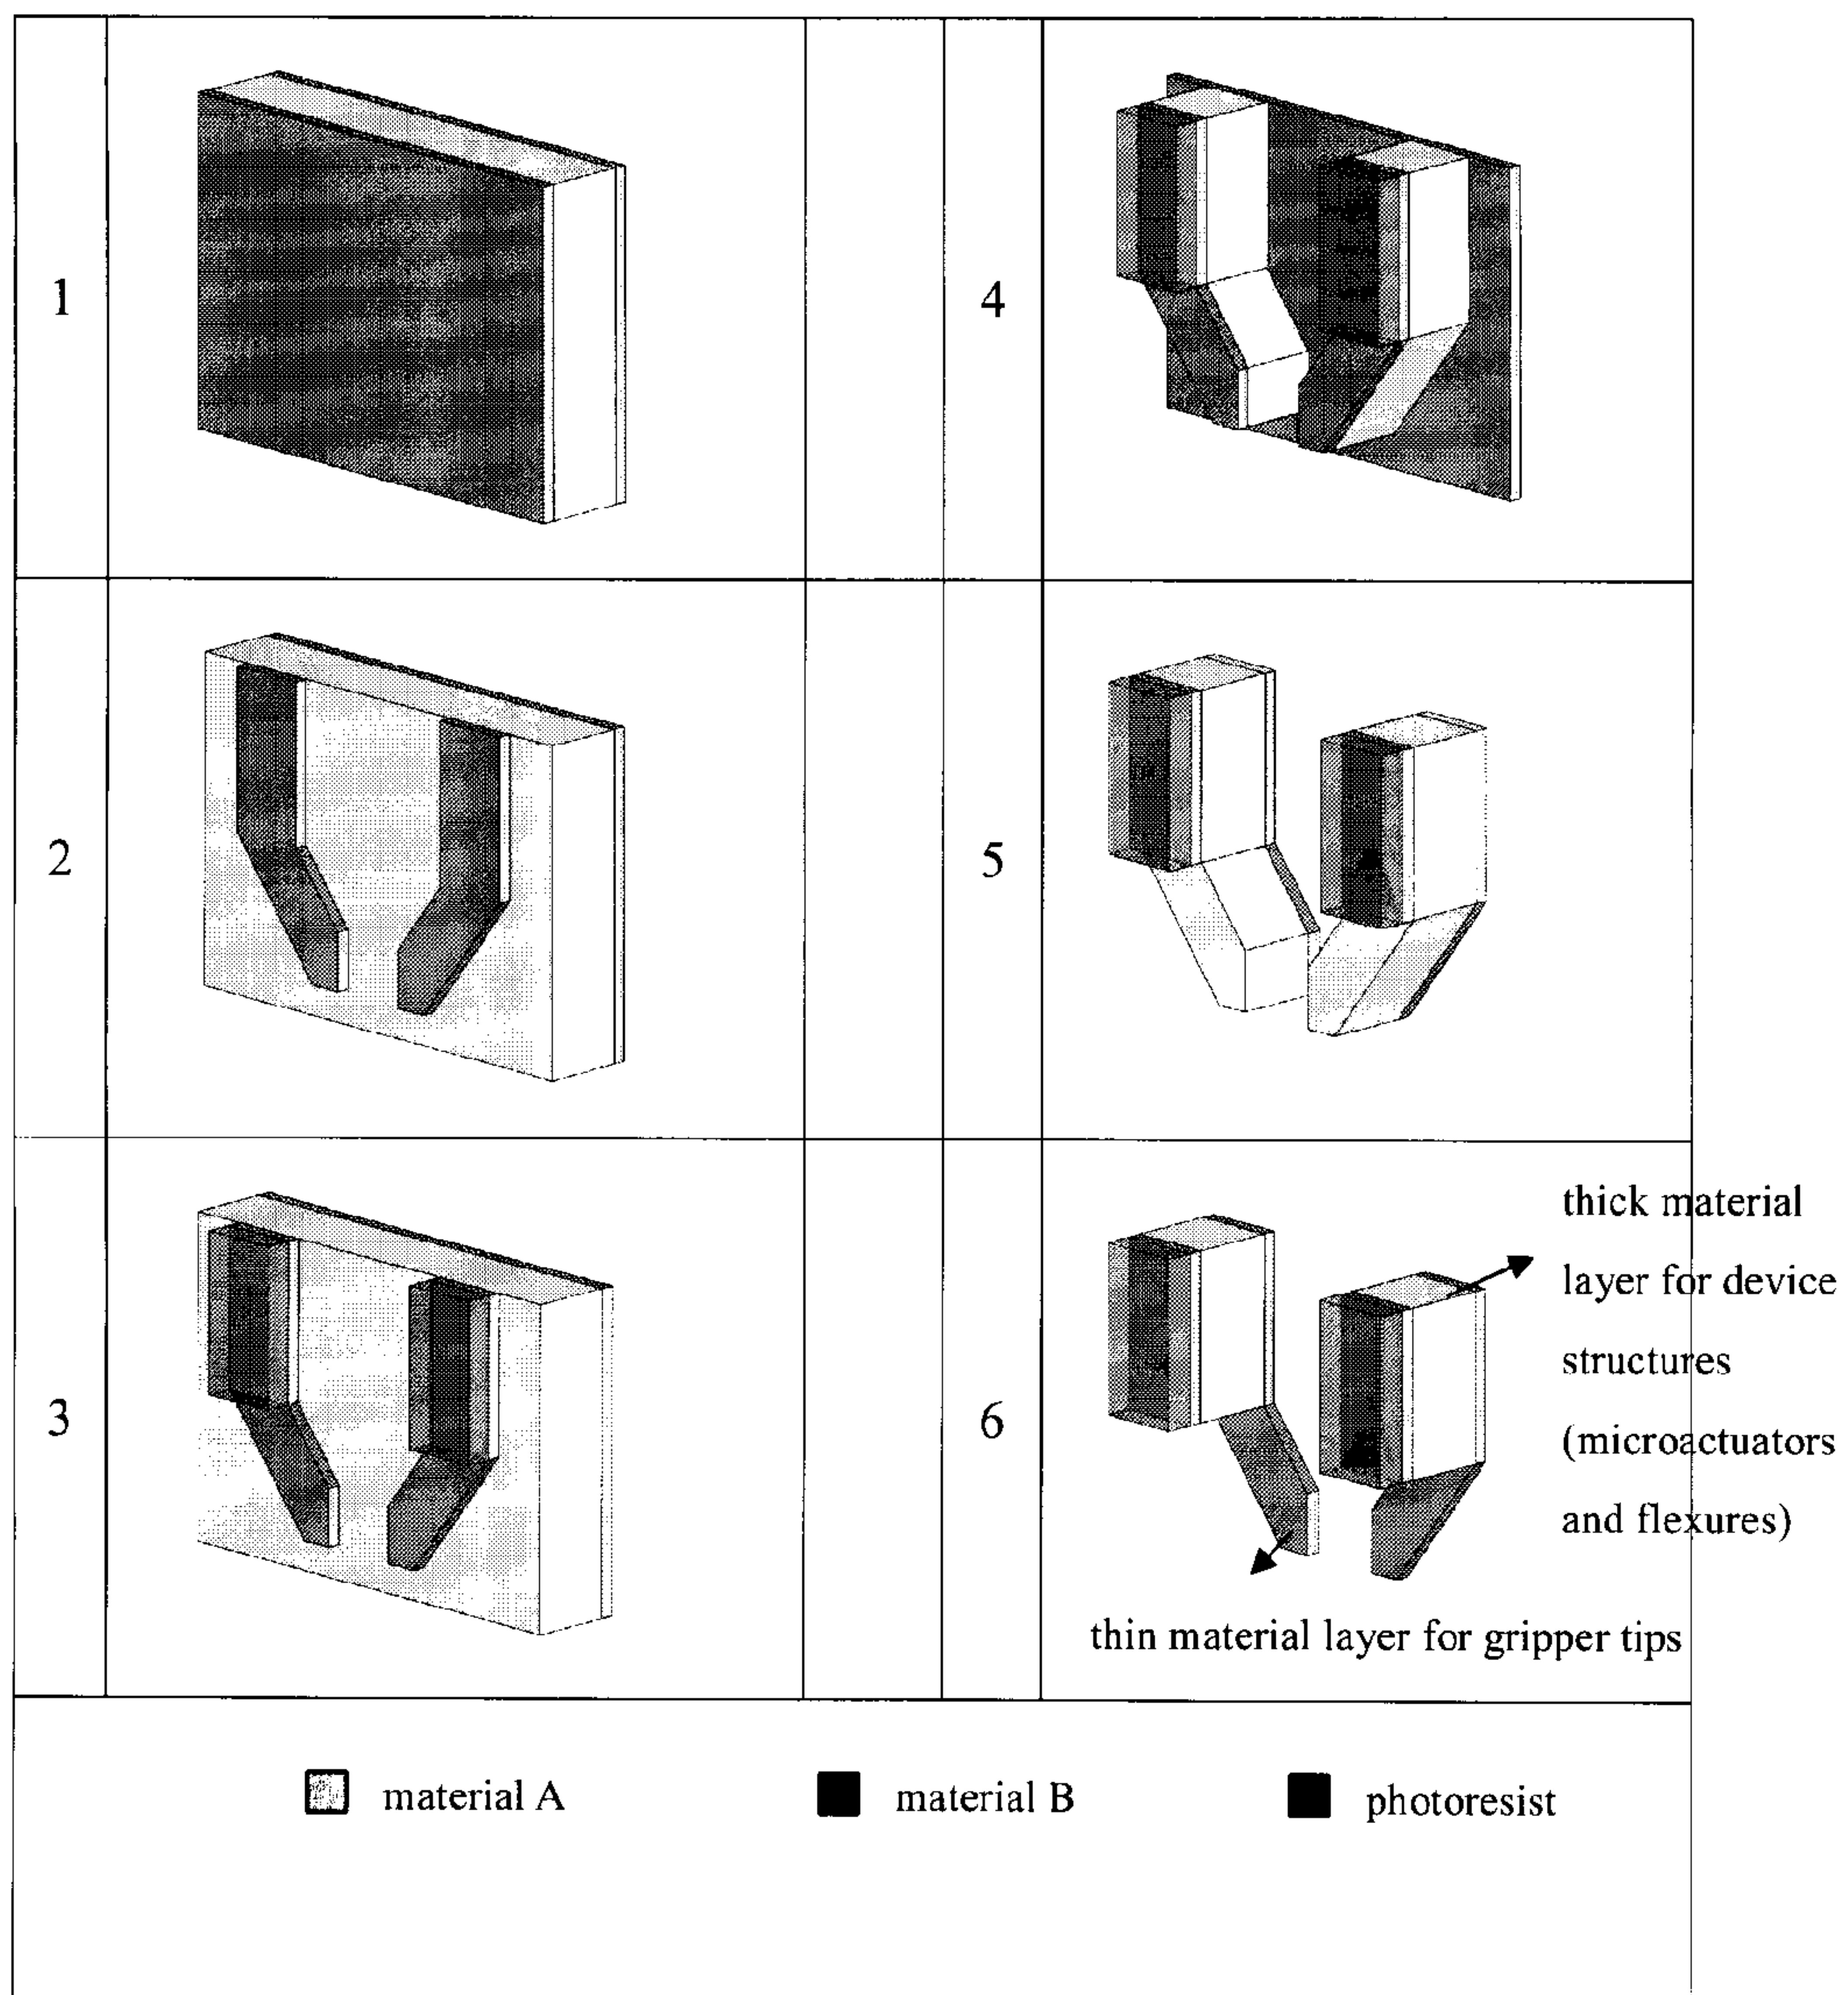 1
4
2
5
3
6
thick material
layer for device
structures
(microactuators
and flexures)
thin material layer for gripper tips
material A
material B
photoresist